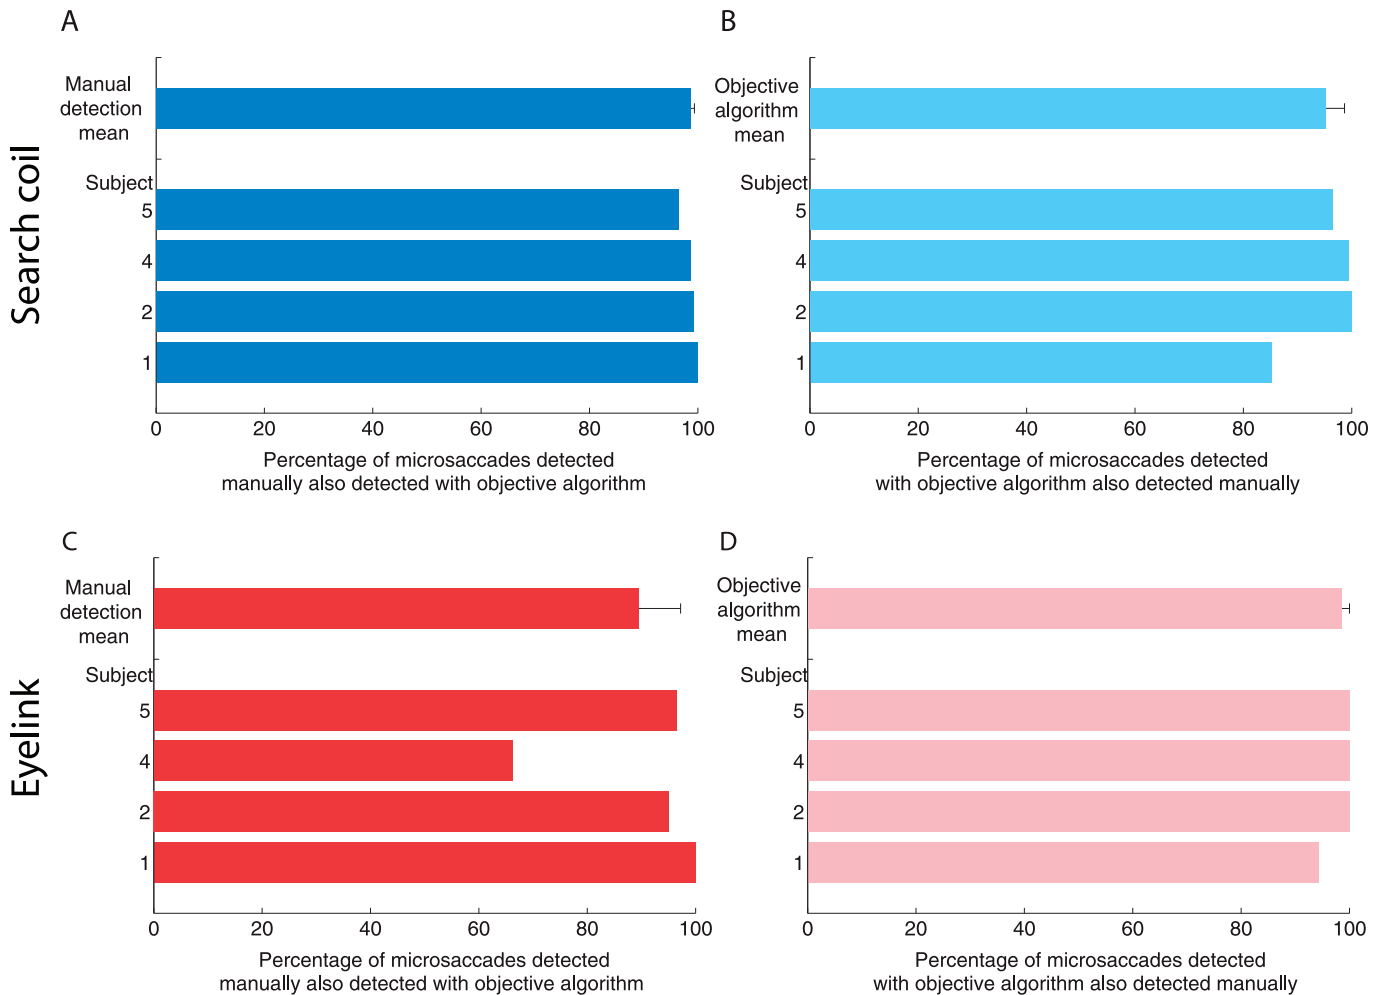 Search coil
A
Manual
detection
mean
Subject
5
4
2
1
0 20 40 60 80 100
Percentage of microsaccades detected
manually also detected with objective algorithm
B
Objective
algorithm
mean
Subject
5
4
2
1
0 20 40 60 80 100
Percentage of microsaccades detected
with objective algorithm also detected manually
Eyelink
C
Manual
detection
mean
Subject
5
4
2
1
0 20 40 60 80 100
Percentage of microsaccades detected
manually also detected with objective algorithm
D
Objective
algorithm
mean
Subject
5
4
2
1
0 20 40 60 80 100
Percentage of microsaccades detected
with objective algorithm also detected manually